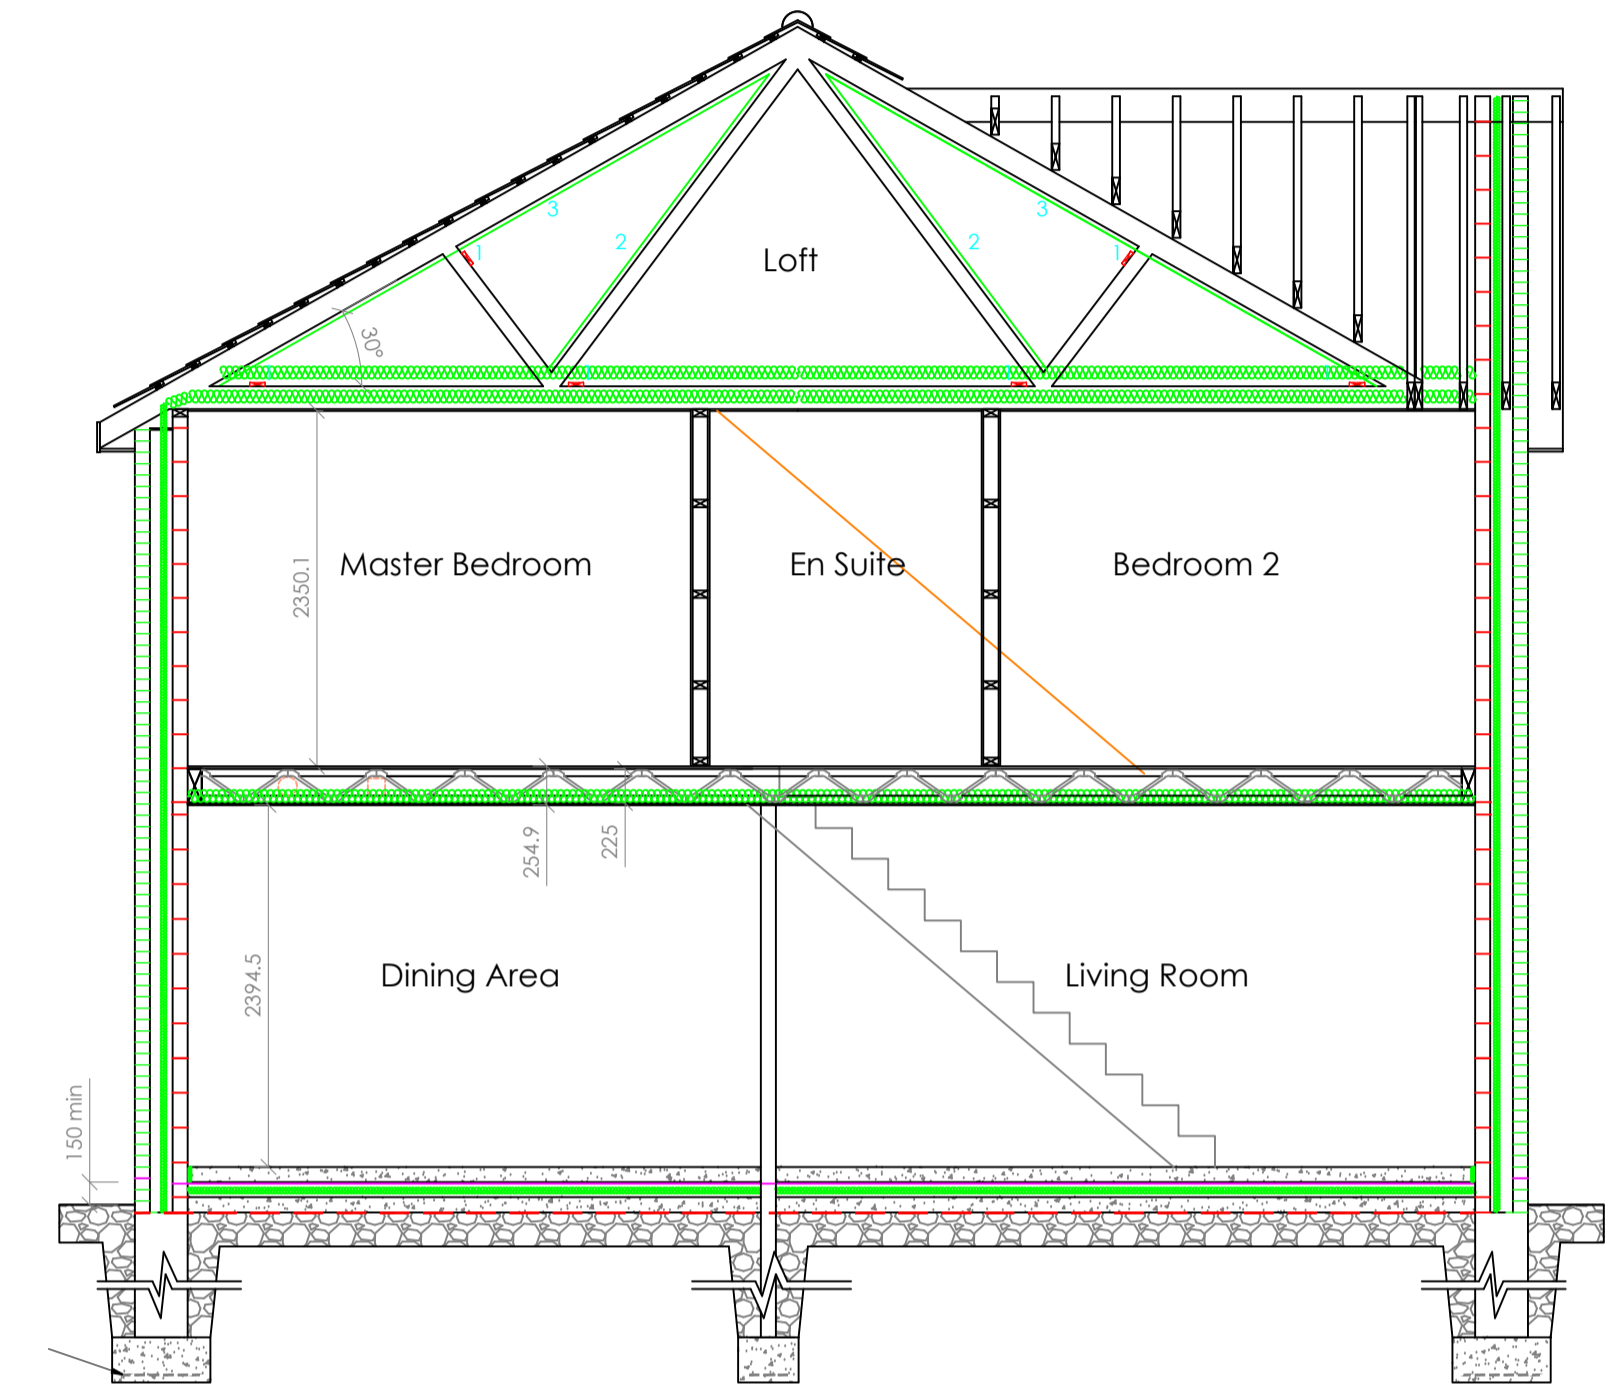 3
3
2
2
Loft
1
1
30°
Master Bedroom
En Suite
Bedroom 2
2350.1
254.9
225
Dining Area
Living Room
2394.5
150 min